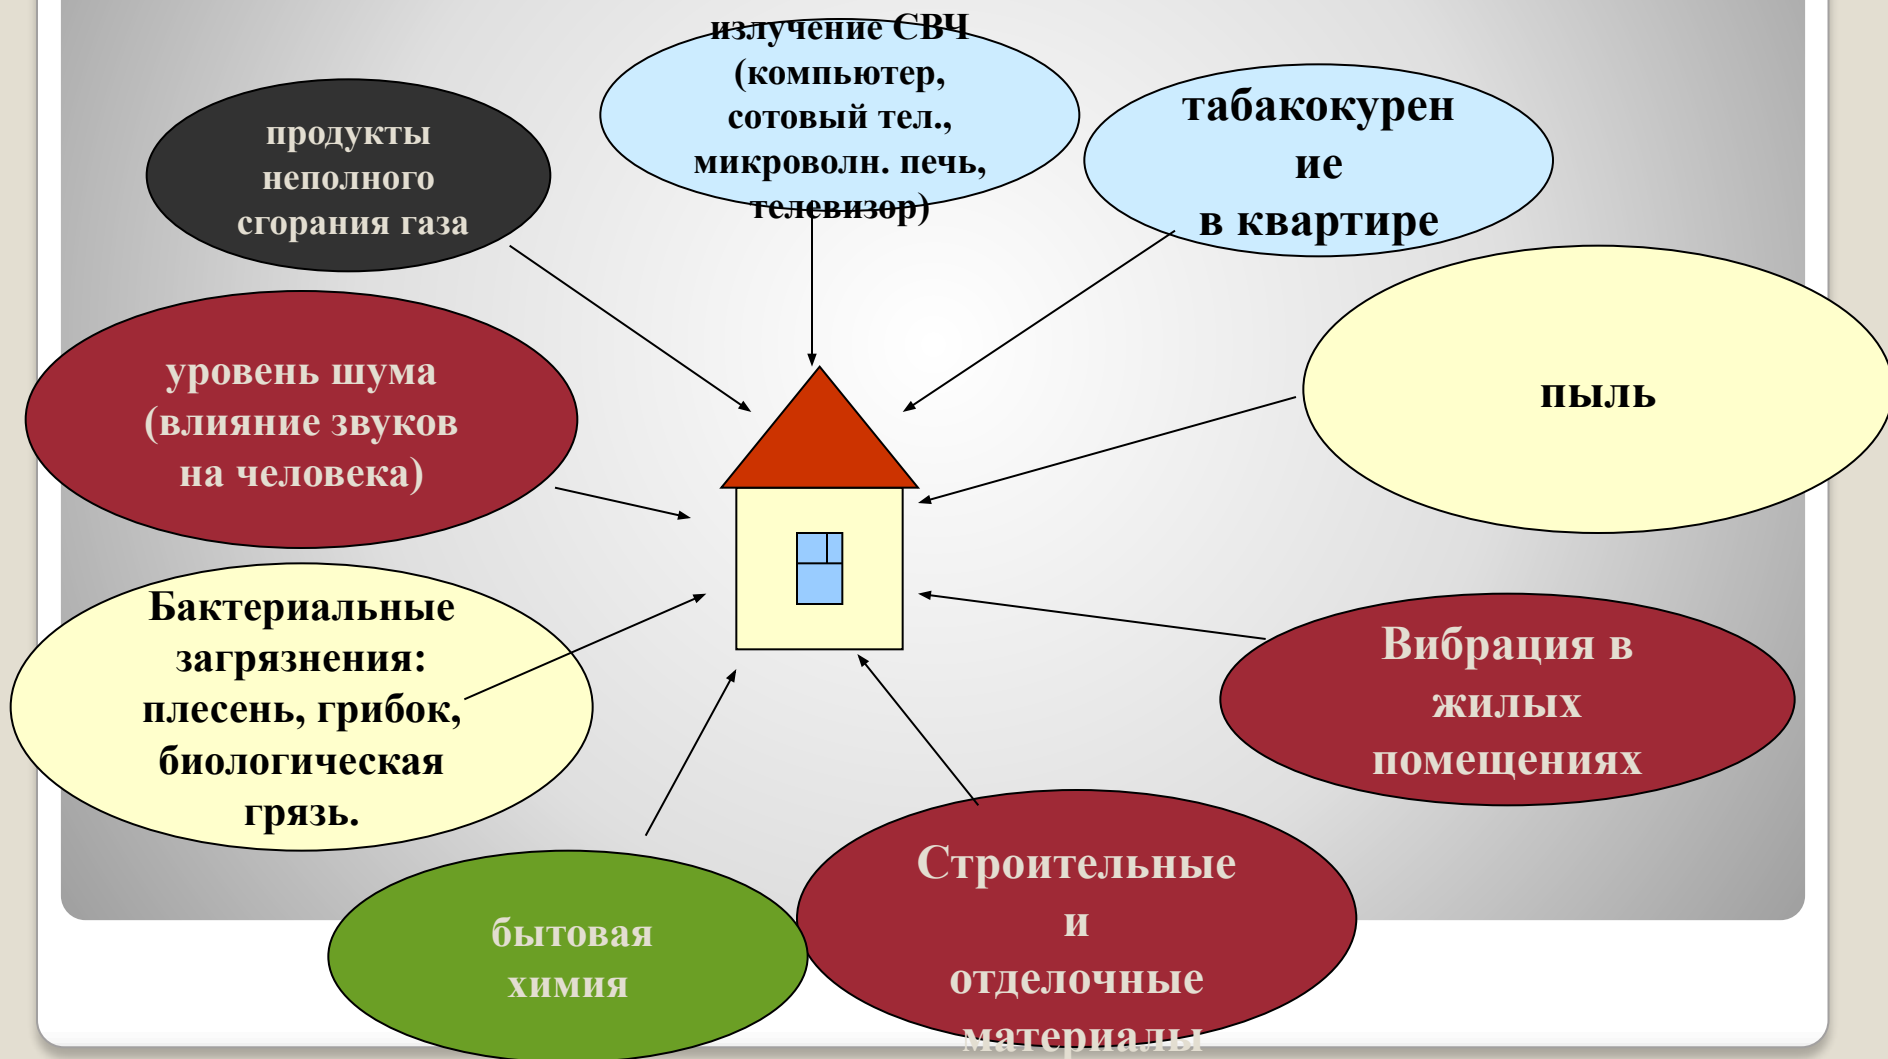 излучение СВЧ
(компьютер,
сотовый тел.,
микроволн. печь,
телевизор)
продукты
неполного
сгорания газа
табакокурен
ие
в квартире
уровень шума
(влияние звуков
на человека)
пыль
Бактериальные
загрязнения:
плесень, грибок,
биологическая
грязь.
Вибрация в
жилых
помещениях
бытовая
химия
Строительные
и
отделочные
материалы